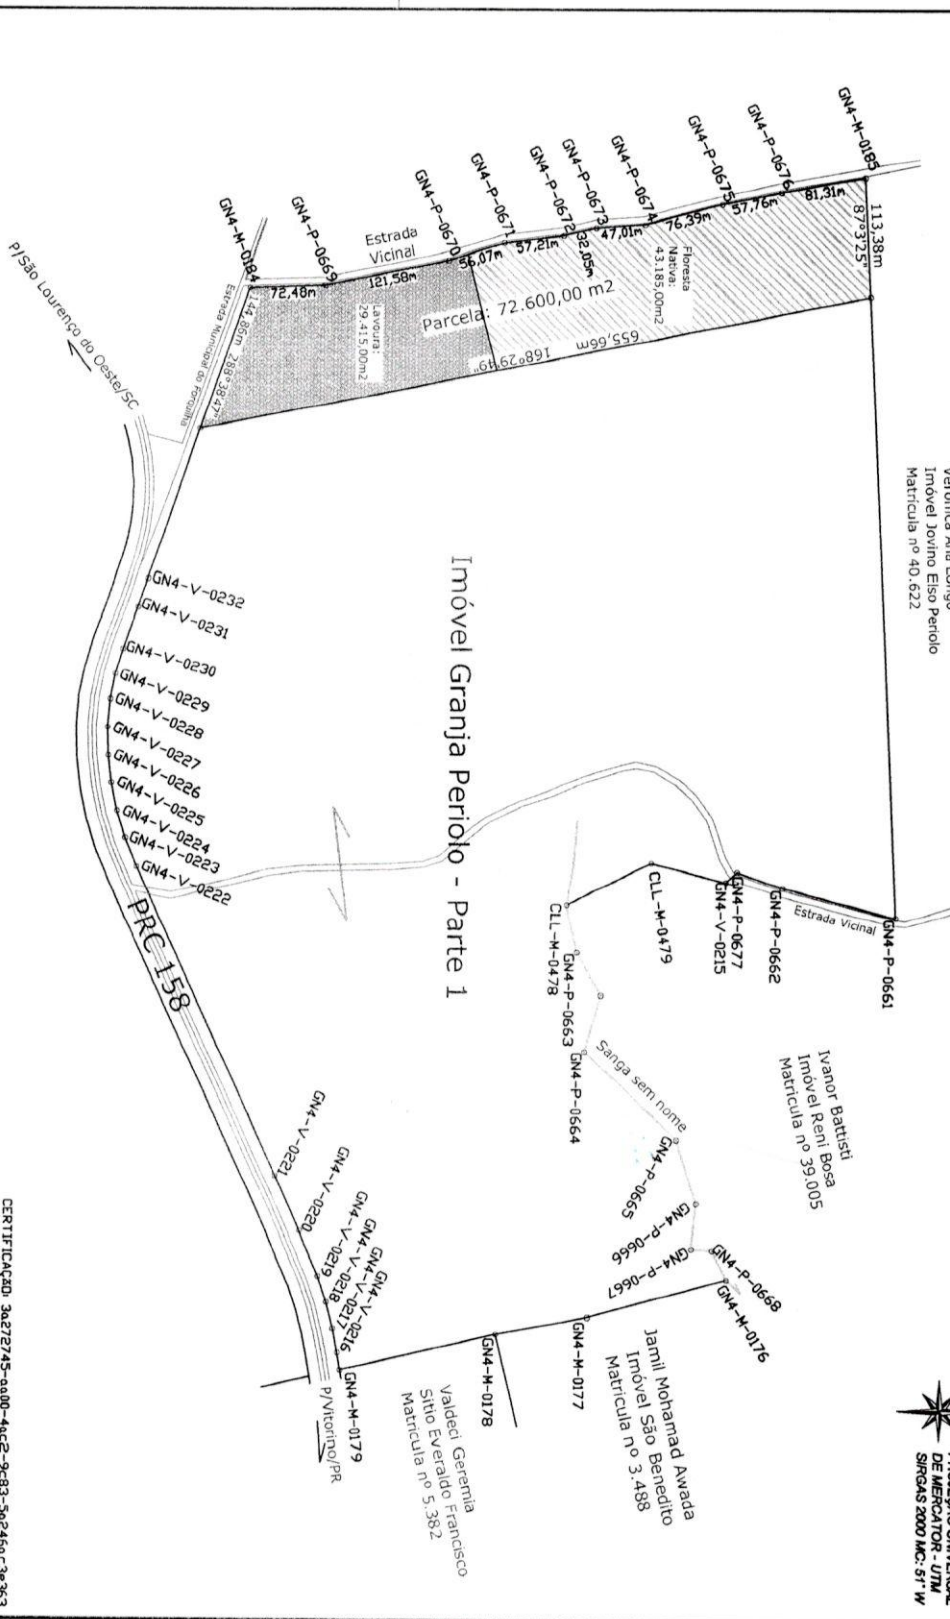 GN4-M-0185
GN4-P-0676
GN4-P-0675
GN4-P-0674
GN4-P-0673
GN4-P-0672
GN4-P-0671
GN4-P-0670
GN4-P-0669
GN4-M-0184
113,38m
87º3'25"
81,31m
57,76m
76,39m
47,01m
32,05m
57,21m
56,07m
121,58m
72,48m
Estrada
Vicinal
Floresta
Nativa:
43.185,00m2
Parcela: 72.600,00 m2
Lavoura:
29.415,00m2
655,66m
168º29'49"
144,86m 288º38'47"
Estrada Municipal do Forquilha
P/São Lourenço do Oeste/SC
Imóvel Jovino Elso Periolo
Matrícula nº 40.622
Imóvel Granja Periolo - Parte 1
GN4-V-0232
GN4-V-0231
GN4-V-0230
GN4-V-0229
GN4-V-0228
GN4-V-0227
GN4-V-0226
GN4-V-0225
GN4-V-0224
GN4-V-0223
GN4-V-0222
PRC 158
GN4-P-0661
Estrada Vicinal
GN4-P-0662
GN4-P-0677
GN4-V-0215
CLL-M-0479
CLL-M-0478
GN4-P-0663
GN4-P-0664
Sanga sem nome
GN4-P-0665
GN4-P-0666
GN4-P-0667
GN4-P-0668
GN4-M-0176
GN4-M-0177
GN4-M-0178
GN4-M-0179
GN4-V-0216
GN4-V-0217
GN4-V-0218
GN4-V-0219
GN4-V-0220
GN4-V-0221
P/Vitorino/PR
Ivanor Battisti
Imóvel Reni Bosa
Matrícula nº 39.005
Jamil Mohamad Awada
Imóvel São Benedito
Matrícula no 3.488
Valdeci Geremia
Sítio Everaldo Francisco
Matrícula nº 5.382
DE MERCATOR - UTM
SIRGAS 2000 MC: 51º W